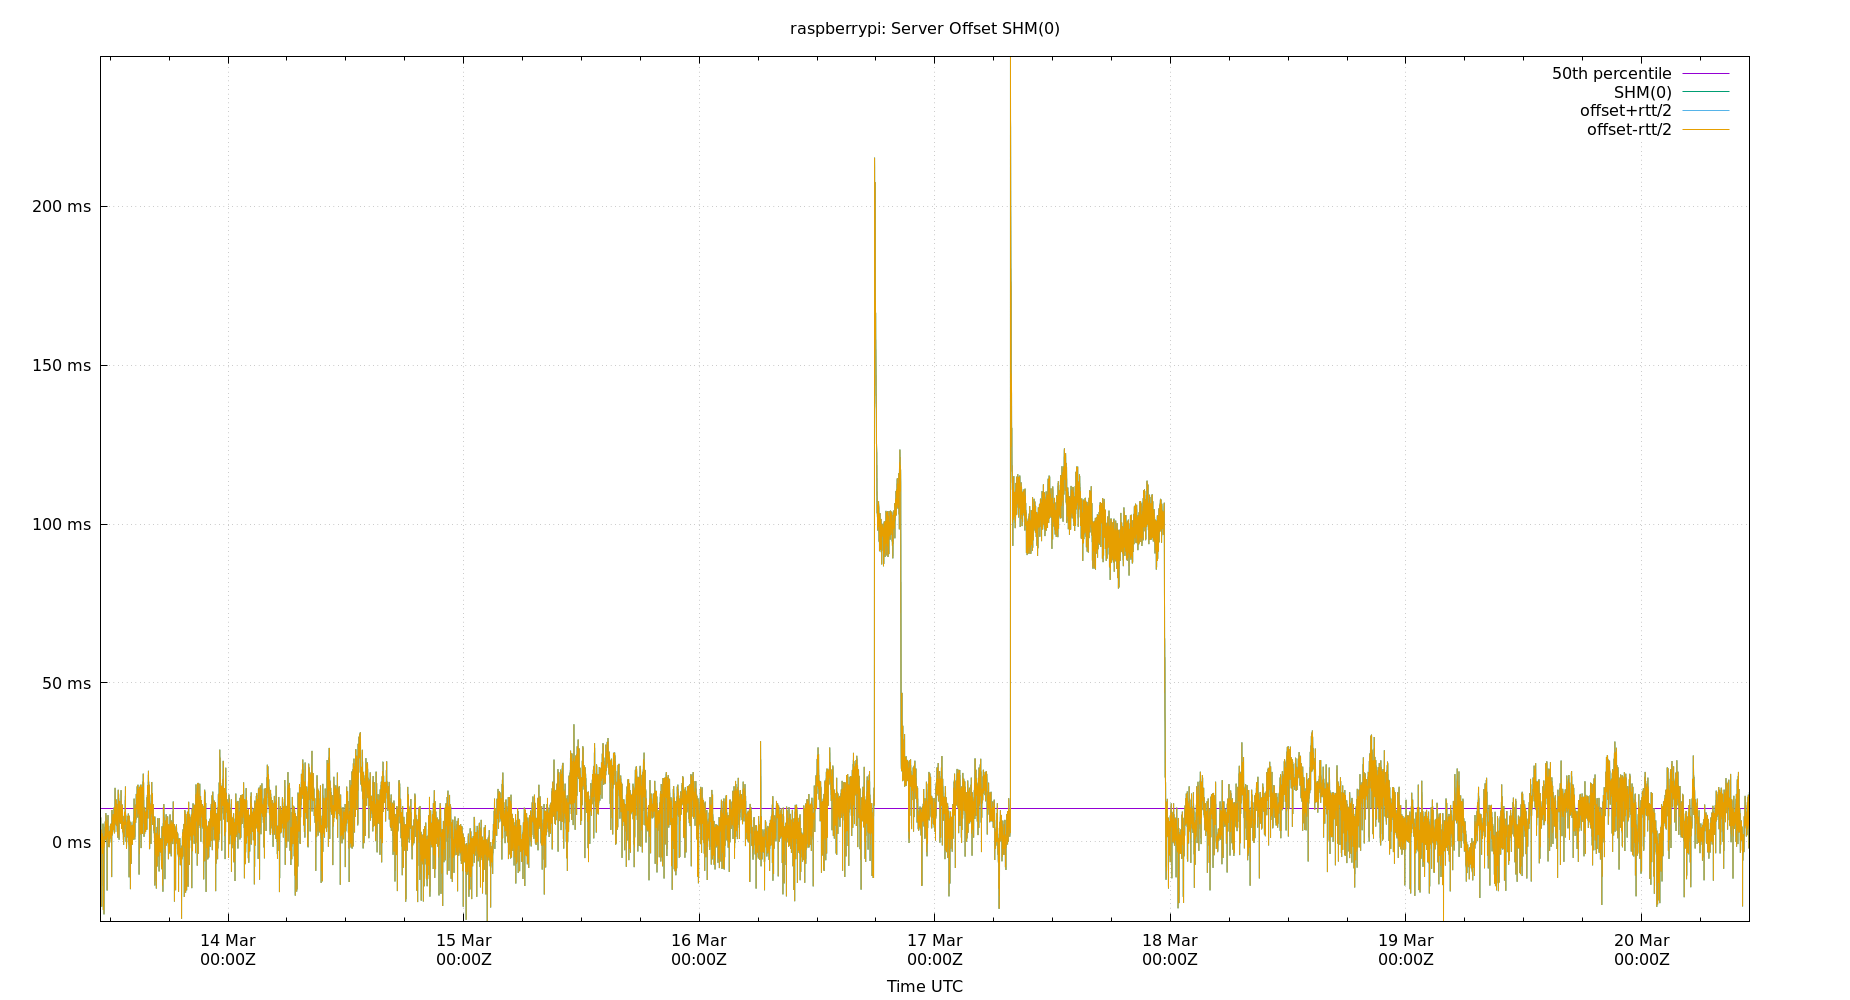 raspberrypi: Server Offset SHM(0)
50th percentile
SHM(0)
offset+rtt/2
offset-rtt/2
200 ms
150 ms
100 ms
50 ms
0 ms
14 Mar 15 Mar 16 Mar 17 Mar 18 Mar 19 Mar 20 Mar
00:00Z 00:00Z 00:00Z 00:00Z 00:00Z 00:00Z 00:00Z
Time UTC